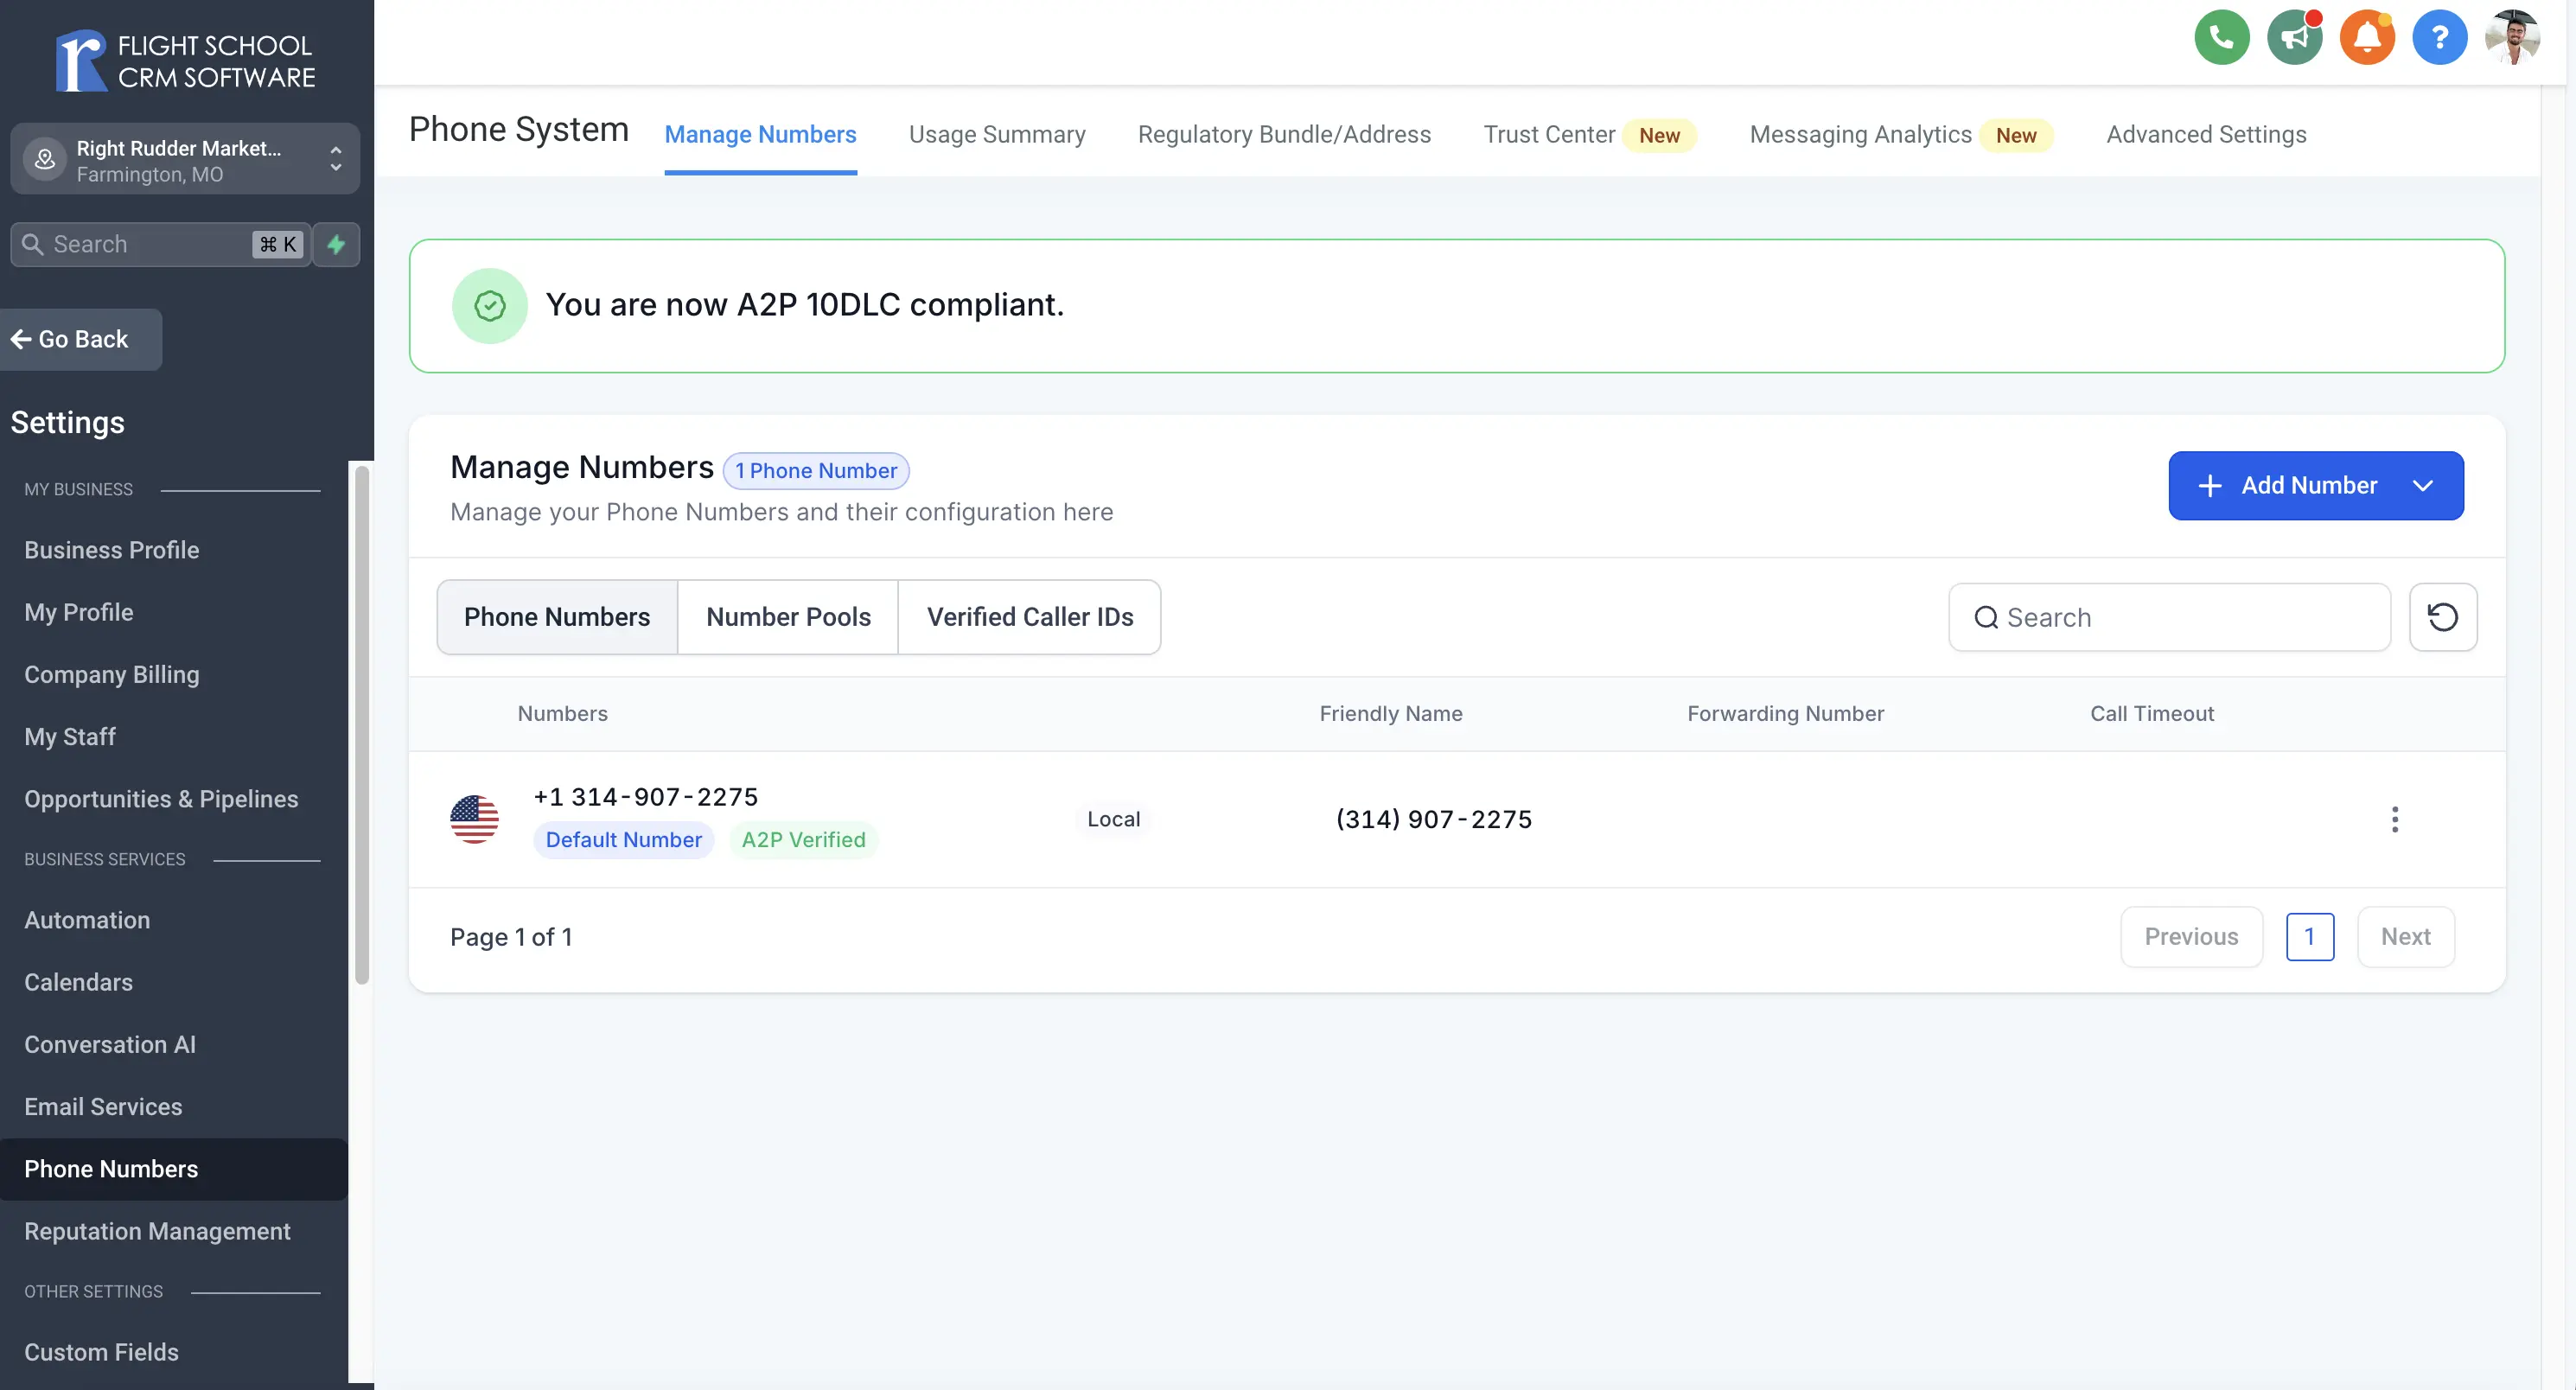 FLIGHT SCHOOL
CRM SOFTWARE
Right Rudder Market...
Farmington, MO
Search
⌘ K
Go Back
Settings
MY BUSINESS
Business Profile
My Profile
Company Billing
My Staff
Opportunities & Pipelines
BUSINESS SERVICES
Automation
Calendars
Conversation AI
Email Services
Phone Numbers
Reputation Management
OTHER SETTINGS
Custom Fields
?
Phone System
Manage Numbers
Usage Summary
Regulatory Bundle/Address
Trust Center New
Messaging Analytics New
Advanced Settings
You are now A2P 10DLC compliant.
Manage Numbers 1 Phone Number
Manage your Phone Numbers and their configuration here
+ Add Number
Phone Numbers
Number Pools
Verified Caller IDs
Search
Numbers
Friendly Name
Forwarding Number
Call Timeout
+1 314-907-2275
Default Number
A2P Verified
Local
(314) 907-2275
Page 1 of 1
Previous
1
Next